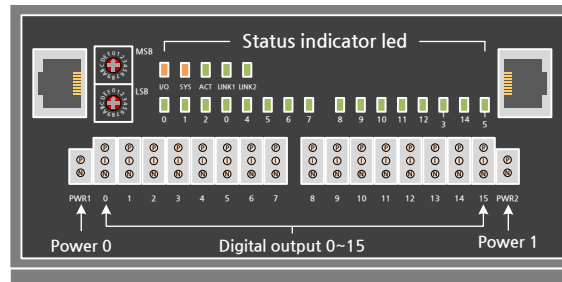 Status indicator led
MSB
LSB
I/O SYS ACT LINK1 LINK2
0 1 2 0 4 5 6 7 8 9 10 11 12 3 14 5
P P P P P P P P P P P P P P P P P P
N N N N N N N N N N N N N N N N N N
PWR1 0 1 2 3 4 5 6 7 8 9 10 11 12 13 14 15 PWR2
Power 0 Digital output 0~15 Power 1